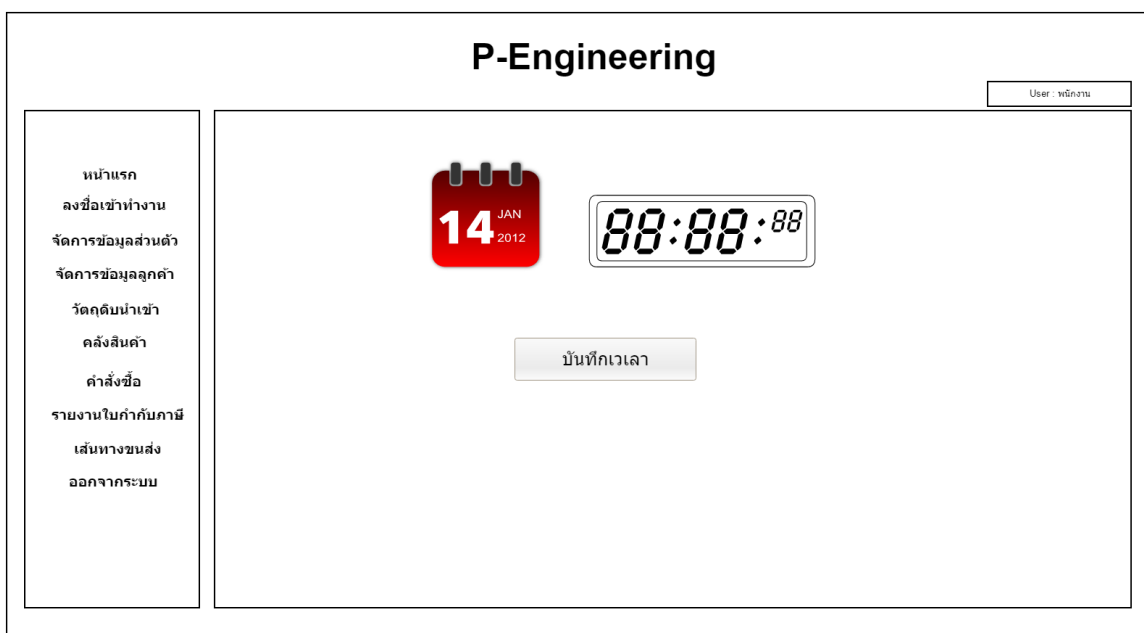 P-Engineering
User : พนักงาน
หน้าแรก
ลงชื่อเข้าทำงาน
จัดการข้อมูลส่วนตัว
จัดการข้อมูลลูกค้า
วัตถุดิบนำเข้า
คลังสินค้า
คำสั่งซื้อ
รายงานใบกำกับภาษี
เส้นทางขนส่ง
ออกจากระบบ
14 JAN
2012
88:88:88
บันทึกเวเลา